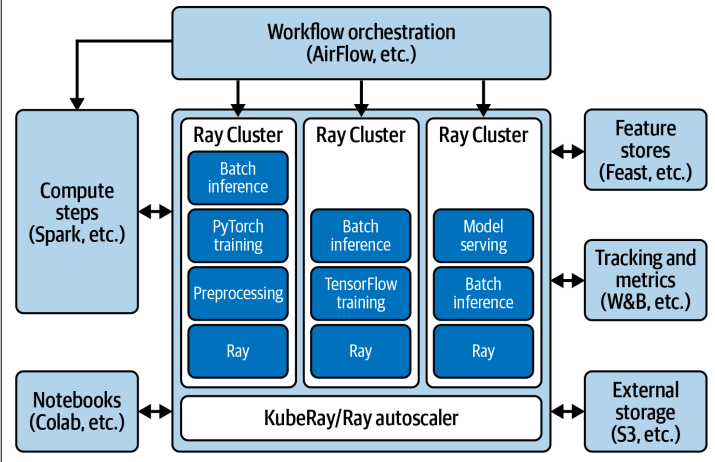 Workflow orchestration
(AirFlow, etc.)
Compute
steps
(Spark, etc.)
Notebooks
(Colab, etc.)
Ray Cluster
Batch
inference
PyTorch
training
Preprocessing
Ray
Ray Cluster
Batch
inference
TensorFlow
training
Ray
Ray Cluster
Model
serving
Batch
inference
Ray
KubeRay/Ray autoscaler
Feature
stores
(Feast, etc.)
Tracking and
metrics
(W&B, etc.)
External
storage
(S3, etc.)